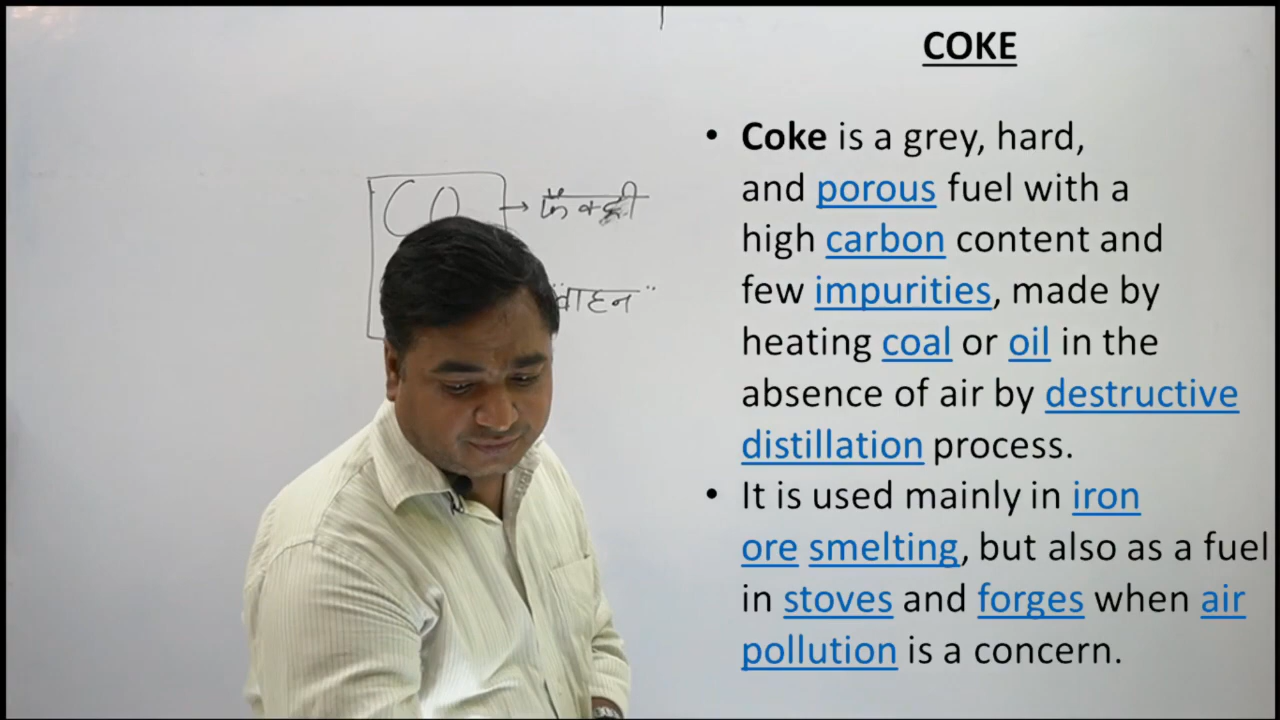 COKE
CO
→ फैक्ट्री
"वाहन"
• Coke is a grey, hard,
and porous fuel with a
high carbon content and
few impurities, made by
heating coal or oil in the
absence of air by destructive
distillation process.
• It is used mainly in iron
ore smelting, but also as a fuel
in stoves and forges when air
pollution is a concern.